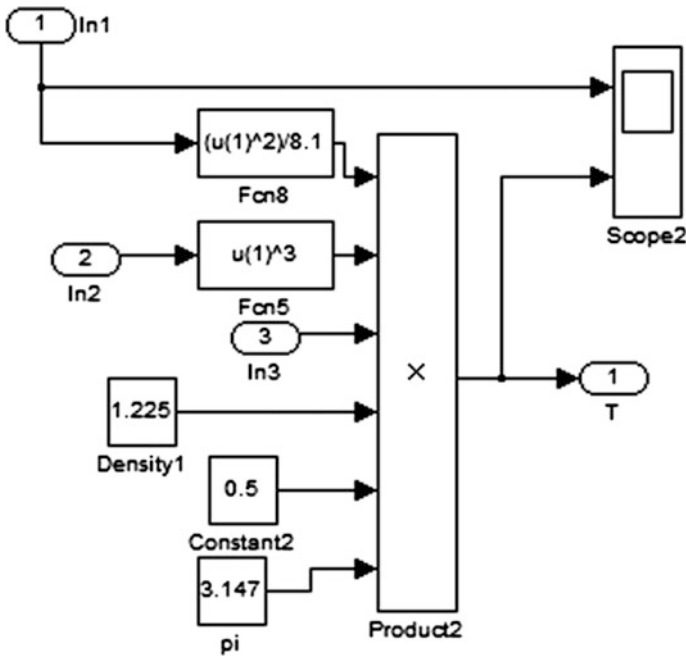 1
In1
(u(1)^2)/8.1
Fcn8
2
In2
u(1)^3
Fcn5
3
In3
1.225
Density1
0.5
Constant2
3.147
pi
×
Product2
Scope2
1
T